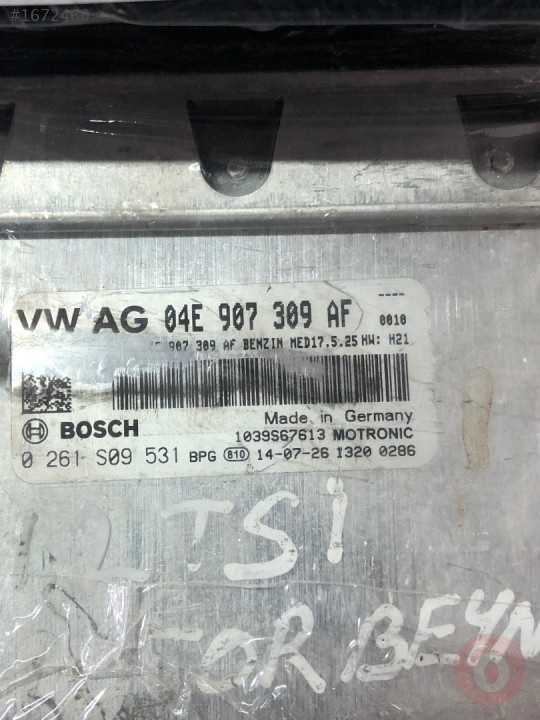 #1672460
VW AG 04E 907 309 AF
----
0010
907 309 AF BENZIN MED17.5.25 HW: H21
Made in Germany
BOSCH
1039S67613 MOTRONIC
0 261 S09 531 BPG 810 14-07-26 1320 0286
TSİ
BEYN